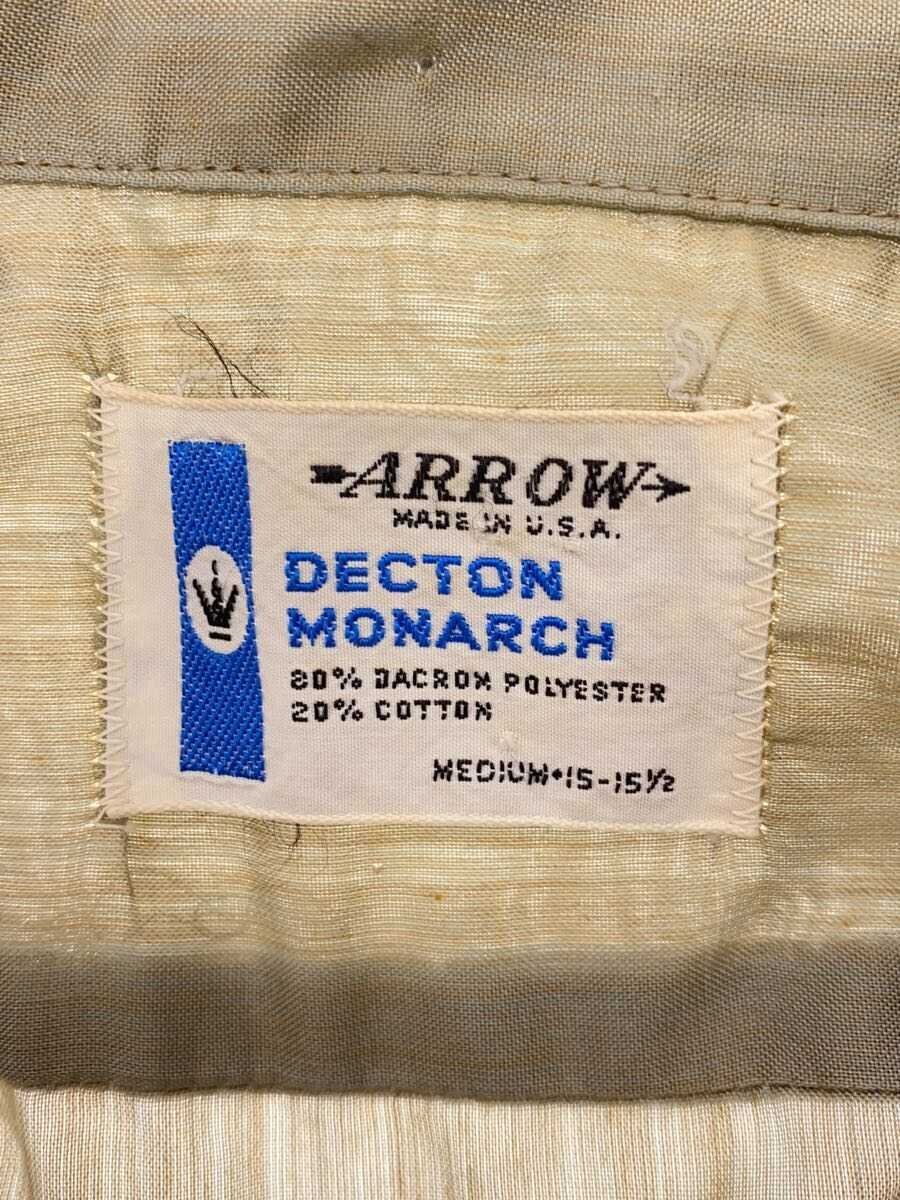 ARROW
MADE IN U.S.A.
DECTON
MONARCH
80% DACRON POLYESTER
20% COTTON
MEDIUM•15-15½